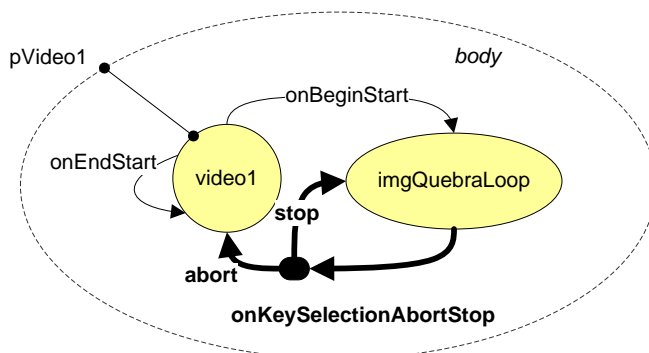 pVideo1
body
onBeginStart
onEndStart
video1
imgQuebraLoop
stop
abort
onKeySelectionAbortStop